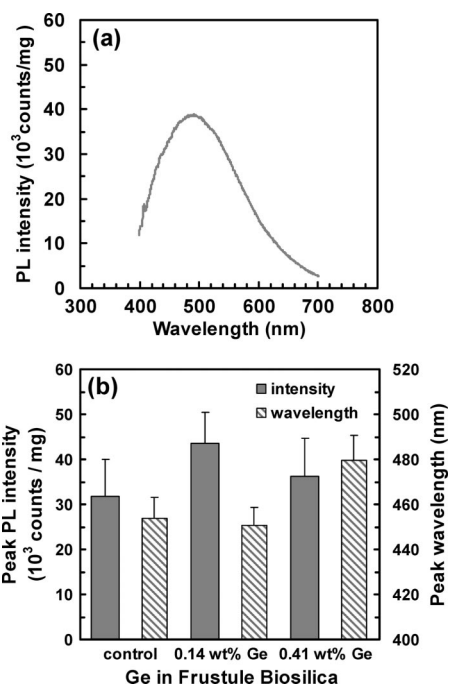 (a)
PL intensity (10³counts/mg)
60
50
40
30
20
10
0
300 400 500 600 700 800
Wavelength (nm)
(b)
intensity
wavelength
Peak PL intensity
(10³ counts / mg)
60
50
40
30
20
10
0
520
500
480
460
440
420
400
Peak wavelength (nm)
control 0.14 wt% Ge 0.41 wt% Ge
Ge in Frustule Biosilica